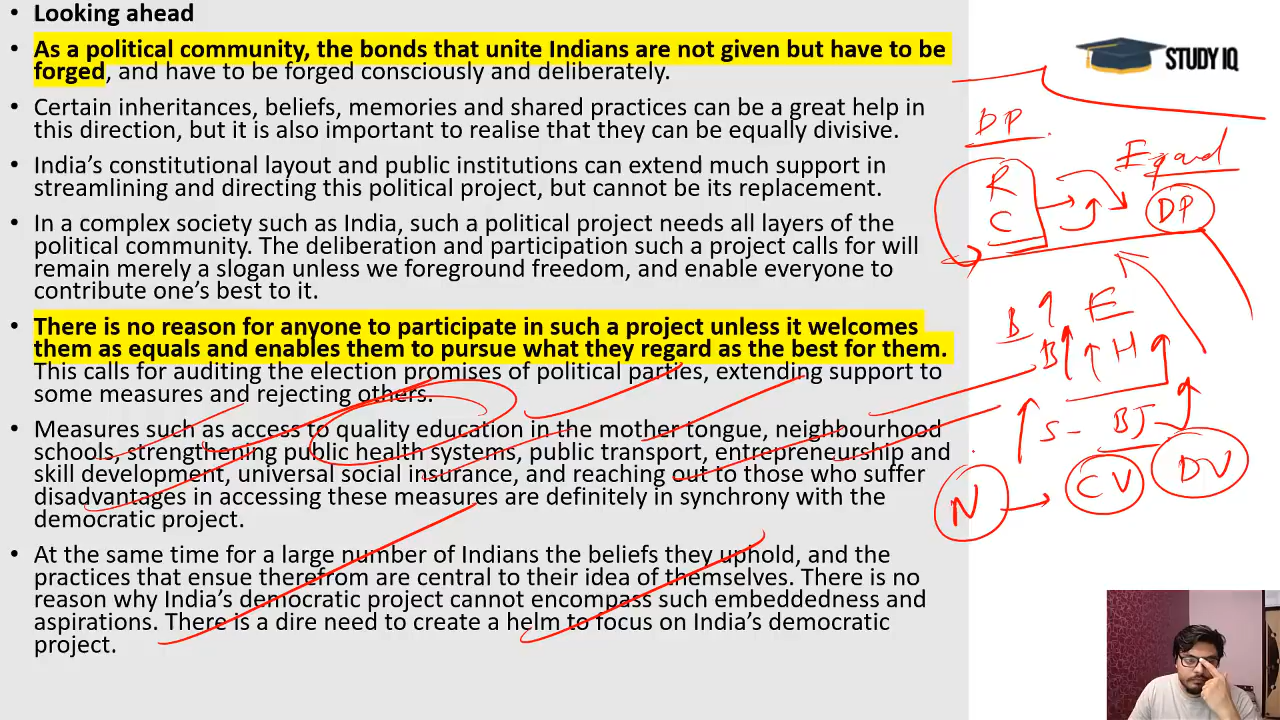 • Looking ahead
• As a political community, the bonds that unite Indians are not given but have to be
forged, and have to be forged consciously and deliberately.
• Certain inheritances, beliefs, memories and shared practices can be a great help in
this direction, but it is also important to realise that they can be equally divisive.
• India's constitutional layout and public institutions can extend much support in
streamlining and directing this political project, but cannot be its replacement.
• In a complex society such as India, such a political project needs all layers of the
political community. The deliberation and participation such a project calls for will
remain merely a slogan unless we foreground freedom, and enable everyone to
contribute one's best to it.
• There is no reason for anyone to participate in such a project unless it welcomes
them as equals and enables them to pursue what they regard as the best for them.
This calls for auditing the election promises of political parties, extending support to
some measures and rejecting others.
• Measures such as access to quality education in the mother tongue, neighbourhood
schools, strengthening public health systems, public transport, entrepreneurship and
skill development, universal social insurance, and reaching out to those who suffer
disadvantages in accessing these measures are definitely in synchrony with the
democratic project.
• At the same time for a large number of Indians the beliefs they uphold, and the
practices that ensue therefrom are central to their idea of themselves. There is no
reason why India's democratic project cannot encompass such embeddedness and
aspirations. There is a dire need to create a helm to focus on India's democratic
project.
STUDY IQ
DP
Equal
R
C
DP
B E
B H
S - BJ
N CV DV